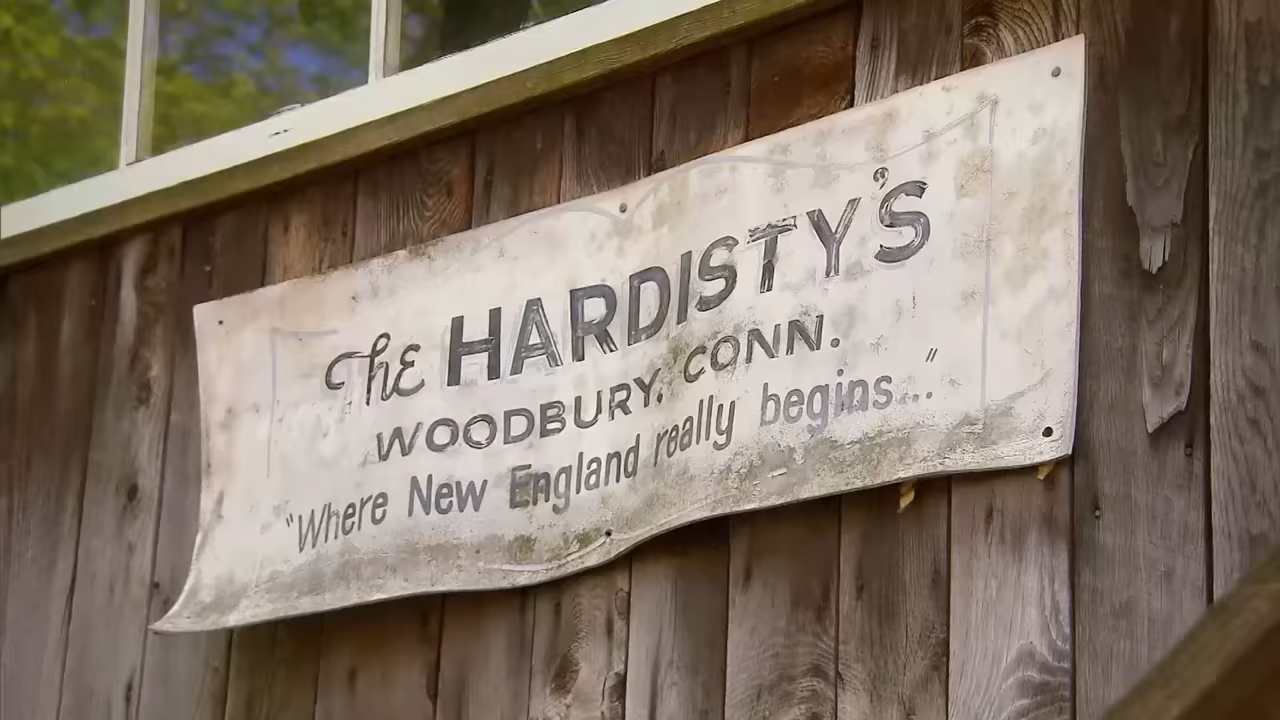 The HARDISTY'S
WOODBURY, CONN.
"Where New England really begins..."